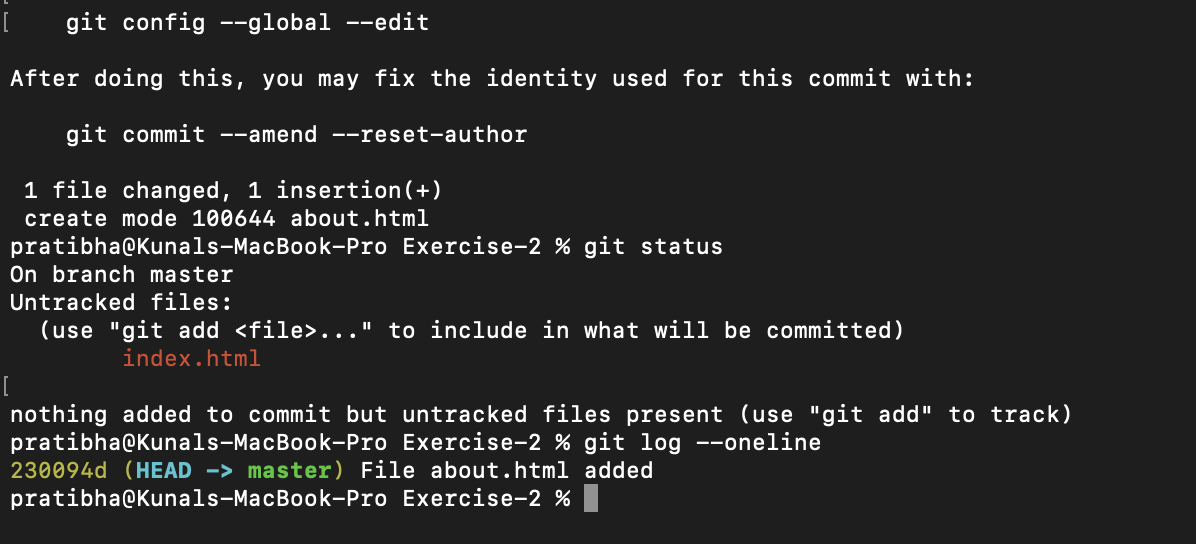 [    git config --global --edit
After doing this, you may fix the identity used for this commit with:
    git commit --amend --reset-author
 1 file changed, 1 insertion(+)
 create mode 100644 about.html
pratibha@Kunals-MacBook-Pro Exercise-2 % git status
On branch master
Untracked files:
  (use "git add <file>..." to include in what will be committed)
        index.html
[
nothing added to commit but untracked files present (use "git add" to track)
pratibha@Kunals-MacBook-Pro Exercise-2 % git log --oneline
230094d (HEAD -> master) File about.html added
pratibha@Kunals-MacBook-Pro Exercise-2 %